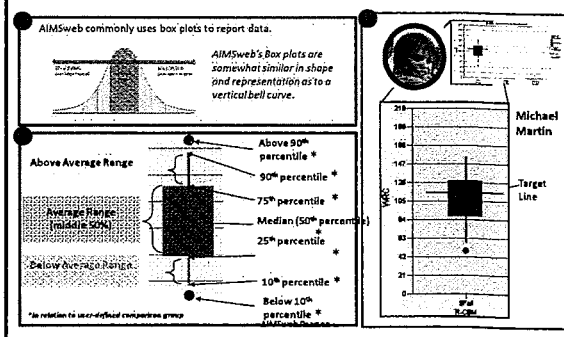 AIMSweb commonly uses box plots to report data.
AIMSweb's Box plots are
somewhat similar in shape
and representation as to a
vertical bell curve.
Above Average Range
Average Range
(middle 50%)
Below Average Range
Above 90th
percentile *
90th percentile *
75th percentile *
Median (50th percentile)
*
25th percentile
*
10th percentile *
Below 10th
percentile *
*In relation to user-defined comparison group
Michael
Martin
Target
Line
WRC
210
189
168
147
126
105
84
63
42
21
0
R-CBM